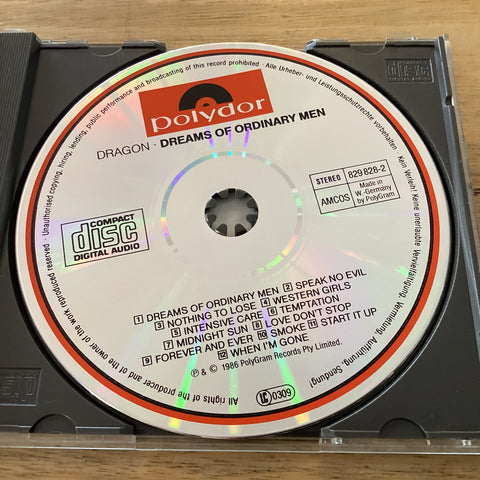 polydor
DRAGON · DREAMS OF ORDINARY MEN
STEREO 829 828-2
AMCOS Made in W.-Germany by PolyGram
COMPACT
disc
DIGITAL AUDIO
1 DREAMS OF ORDINARY MEN 2 SPEAK NO EVIL
3 NOTHING TO LOSE 4 WESTERN GIRLS
5 INTENSIVE CARE 6 TEMPTATION
7 MIDNIGHT SUN 8 LOVE DON'T STOP
9 FOREVER AND EVER 10 SMOKE 11 START IT UP
12 WHEN I'M GONE
℗ & © 1986 PolyGram Records Pty Limited.
LC 0309
All rights of the producer and of the owner of the work reproduced reserved · Unauthorised copying, hiring, lending, public performance and broadcasting of this record prohibited · Alle Urheber- und Leistungsschutzrechte vorbehalten · Kein Verleih! Keine unerlaubte Vervielfältigung, Vermietung, Aufführung, Sendung
COMPACT
disc
disc